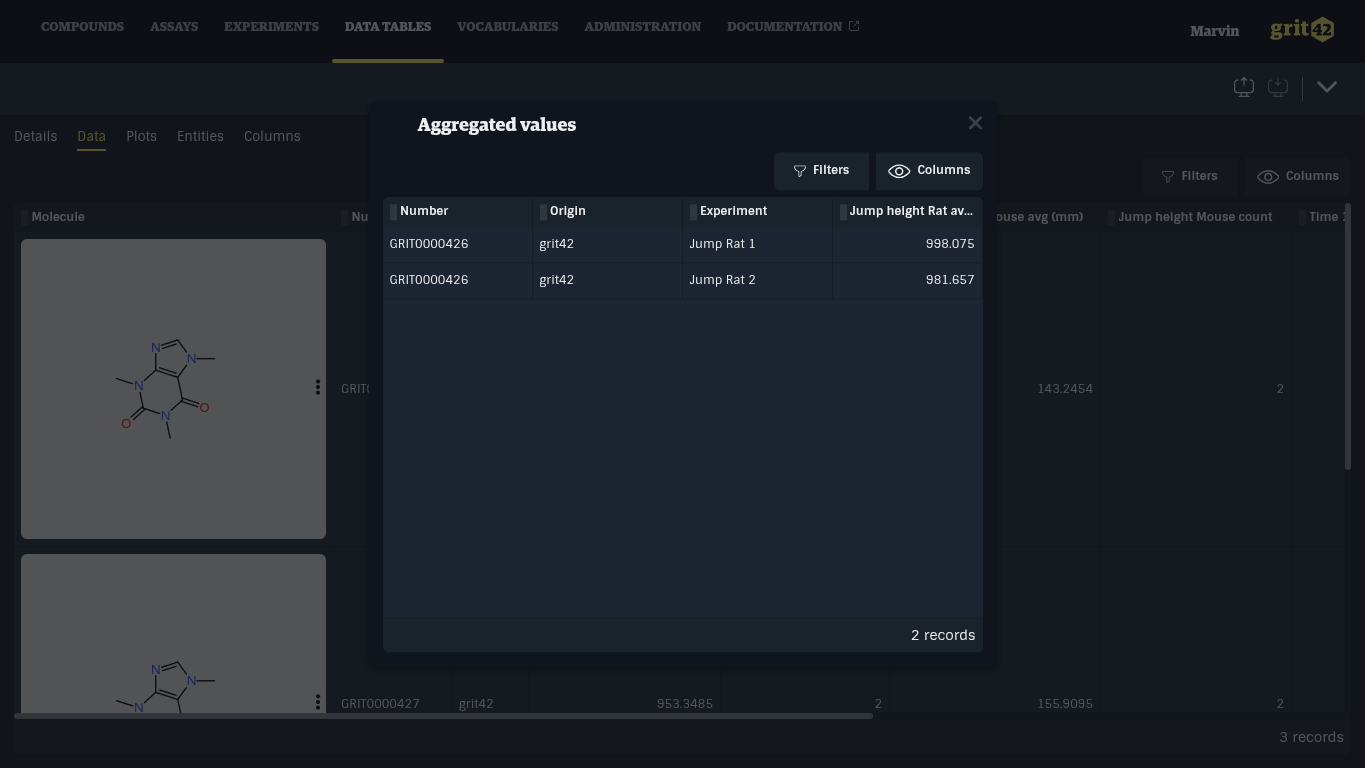 COMPOUNDS ASSAYS EXPERIMENTS DATA TABLES VOCABULARIES ADMINISTRATION DOCUMENTATION Marvin grit42
Details Data Plots Entities Columns
Filters Columns
Aggregated values
Filters Columns
Number Origin Experiment Jump height Rat av...
GRIT0000426 grit42 Jump Rat 1 998.075
GRIT0000426 grit42 Jump Rat 2 981.657
2 records
Molecule Jump height Mouse count Time
avg (mm)
N N N N O O
143.2454 2
N N N
GRIT0000427 grit42 953.3485 2 155.9095 2
3 records